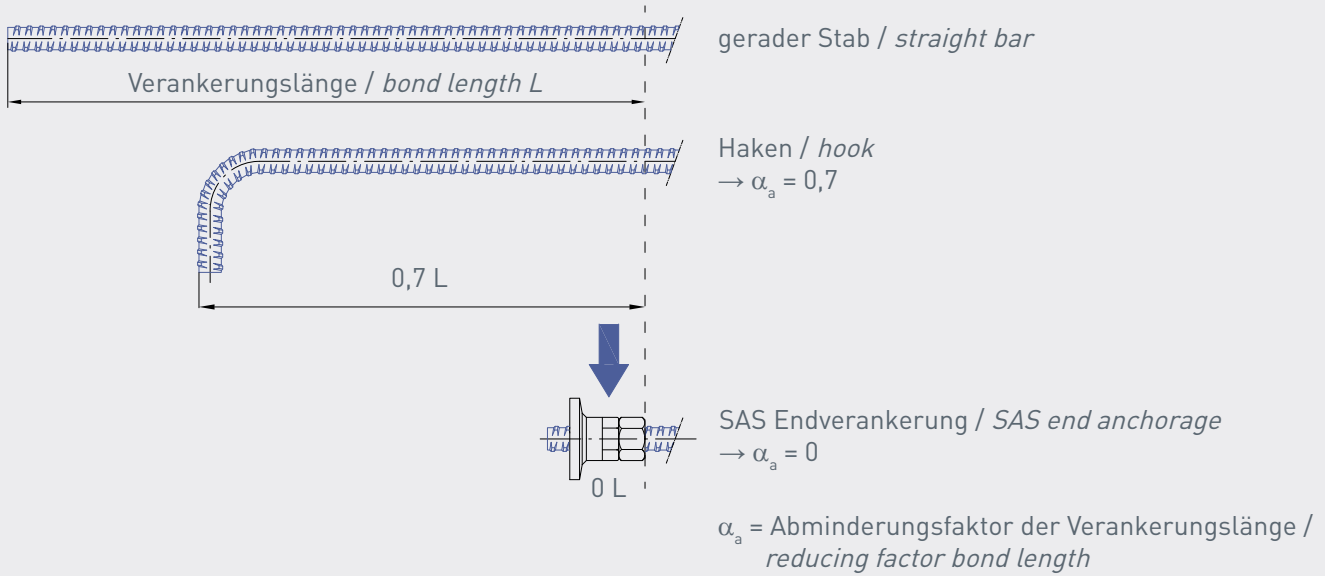 gerader Stab / straight bar
Verankerungslänge / bond length L
Haken / hook
→ αa = 0,7
0,7 L
SAS Endverankerung / SAS end anchorage
→ αa = 0
0 L
αa = Abminderungsfaktor der Verankerungslänge /
reducing factor bond length